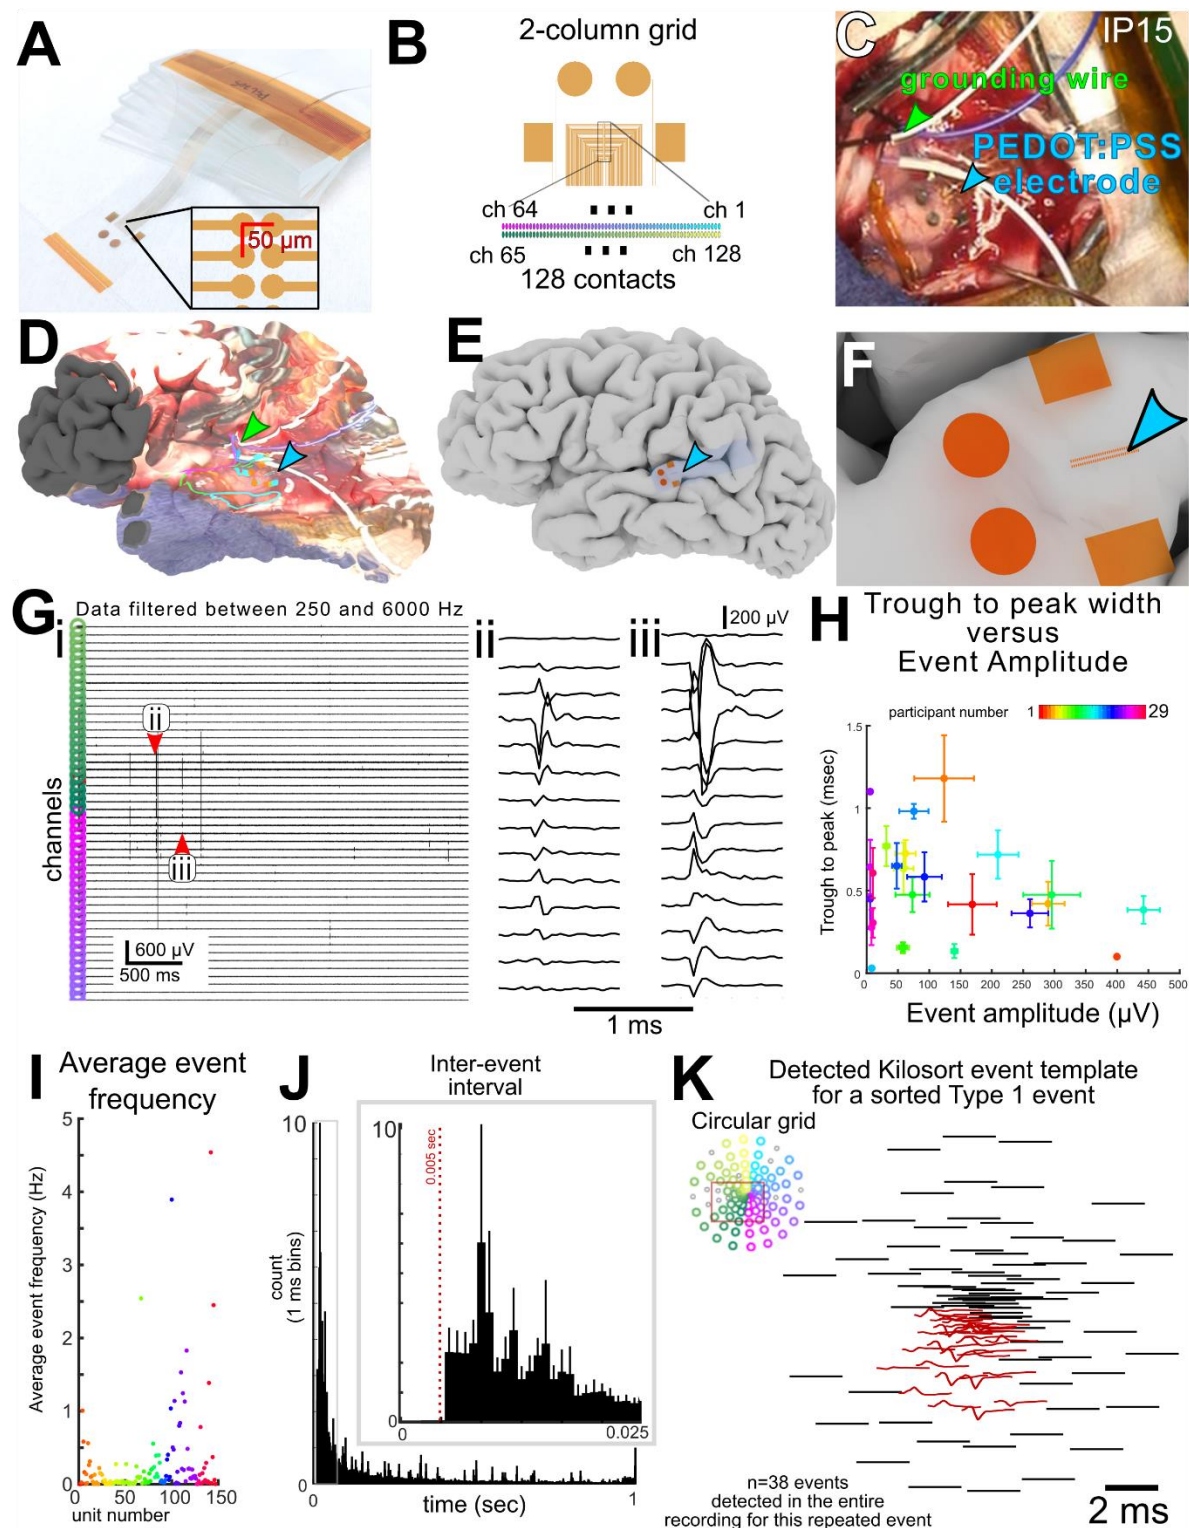 A
50 µm
B
2-column grid
ch 64
ch 1
ch 65
ch 128
128 contacts
C
IP15
grounding wire
PEDOT:PSS
electrode
D
E
F
G
Data filtered between 250 and 6000 Hz
i
ii
iii
channels
600 µV
500 ms
ii
iii
200 µV
1 ms
H
Trough to peak width
versus
Event Amplitude
participant number
1
29
Trough to peak (msec)
1.5
1
0.5
0
0
50
100
150
200
250
300
350
400
450
500
Event amplitude (µV)
I
Average event
frequency
Average event frequency (Hz)
5
4
3
2
1
0
0
50
100
150
unit number
J
Inter-event
interval
10
count
(1 ms bins)
0
10
0.005 sec
0
0
0.025
0
1
time (sec)
K
Detected Kilosort event template
for a sorted Type 1 event
Circular grid
n=38 events
detected in the entire
recording for this repeated event
2 ms